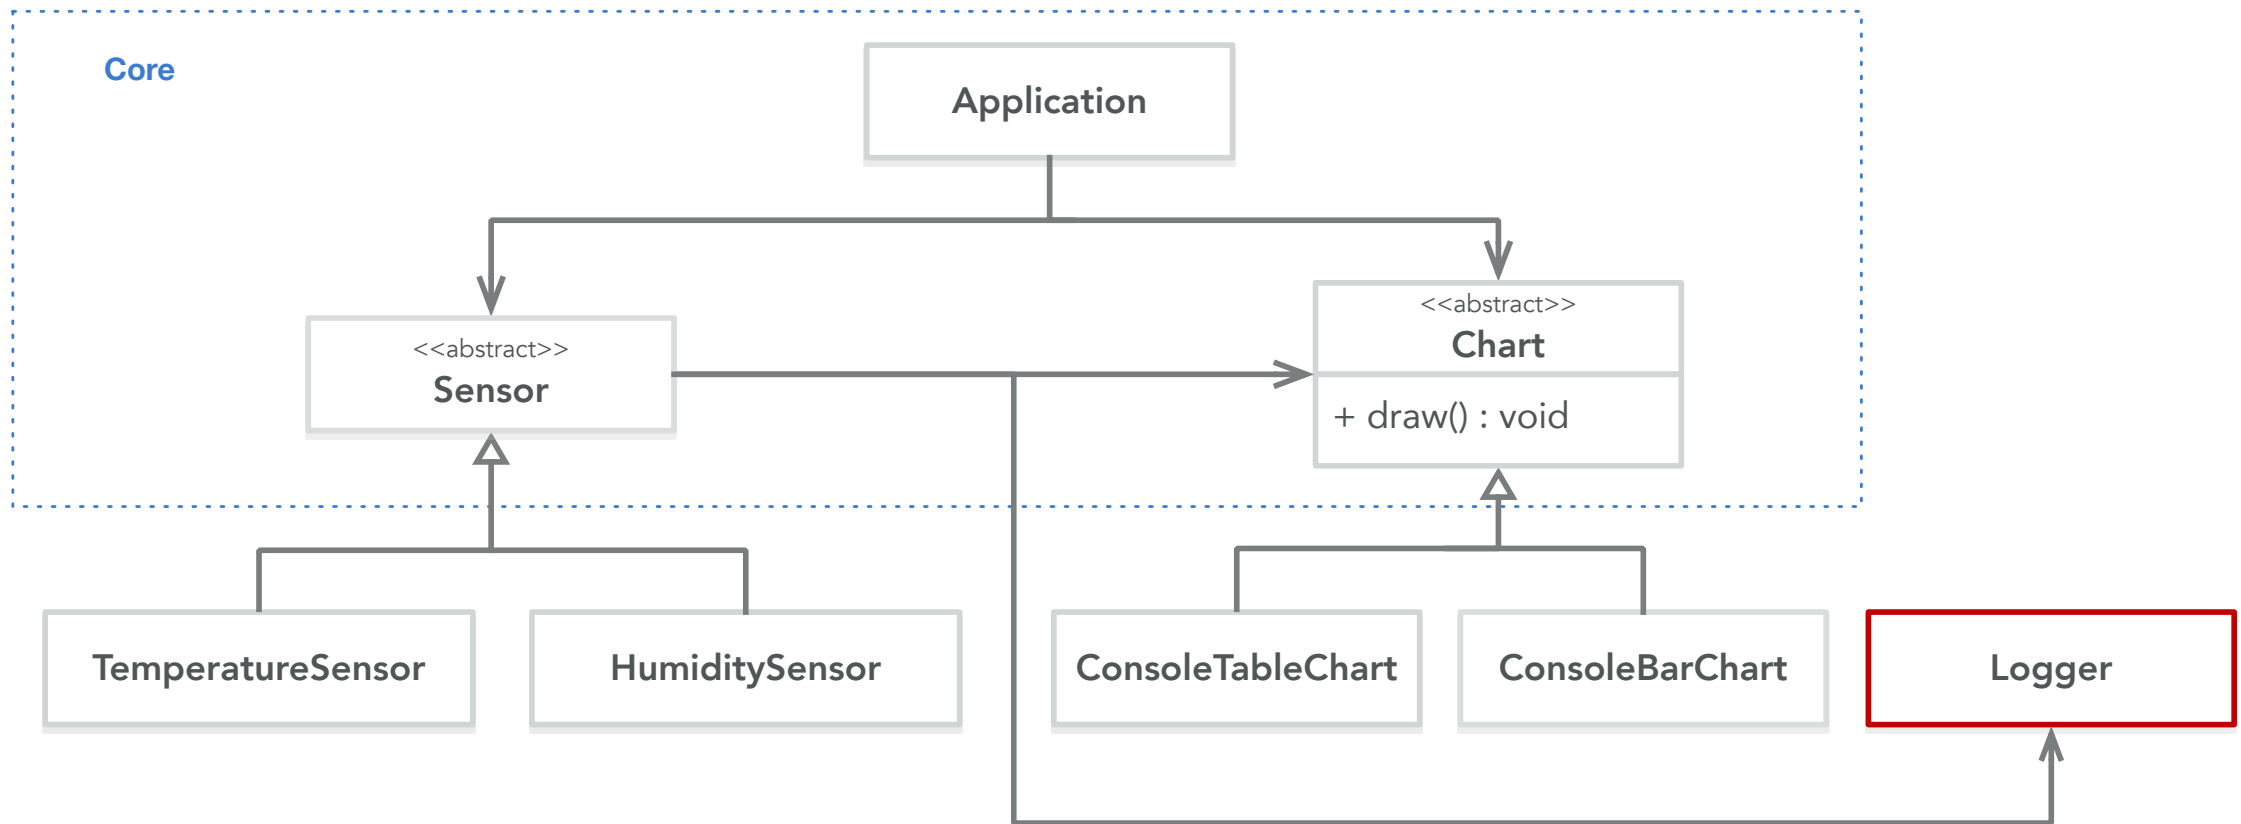 Core
Application
<<abstract>>
Sensor
<<abstract>>
Chart
+ draw() : void
TemperatureSensor
HumiditySensor
ConsoleTableChart
ConsoleBarChart
Logger